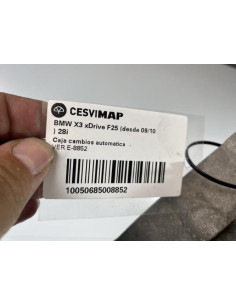 CESVIMAP
BMW X3 xDrive F25 (desde 09/10
) 28i
Caja cambios automatica
VER E-8852
10050685008852